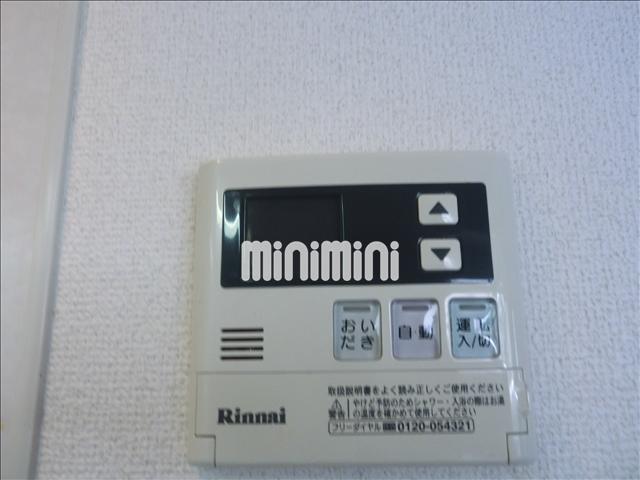 minimini
おい
だき
自動
運転
入/切
取扱説明書をよく読み正しくご使用ください
警告
やけど予防のためシャワー・入浴の際はお湯
の温度を確かめて使用してください
Rinnai
フリーダイヤル 0120-054321